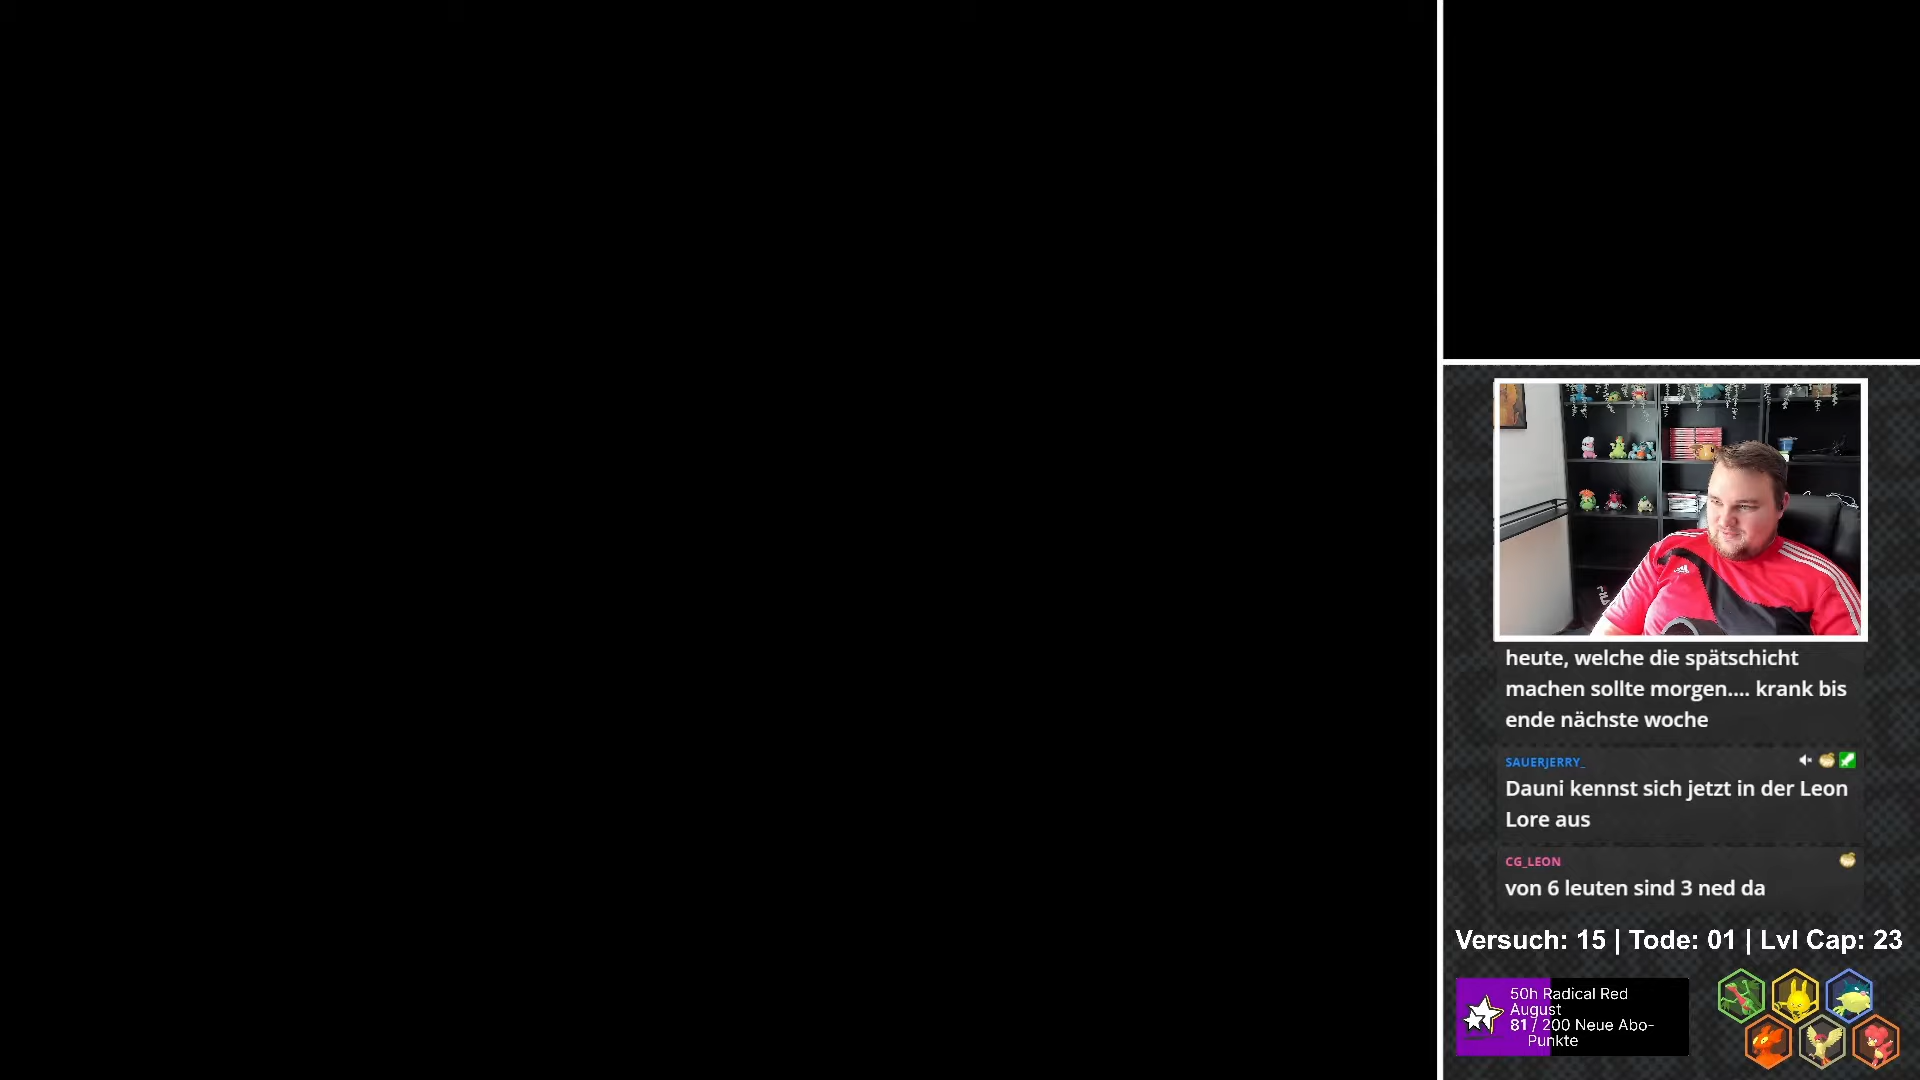 heute, welche die spätschicht
machen sollte morgen.... krank bis
ende nächste woche
SAUERJERRY_
Dauni kennst sich jetzt in der Leon
Lore aus
CG_LEON
von 6 leuten sind 3 ned da
Versuch: 15 | Tode: 01 | Lvl Cap: 23
50h Radical Red
August
81 / 200 Neue Abo-
Punkte